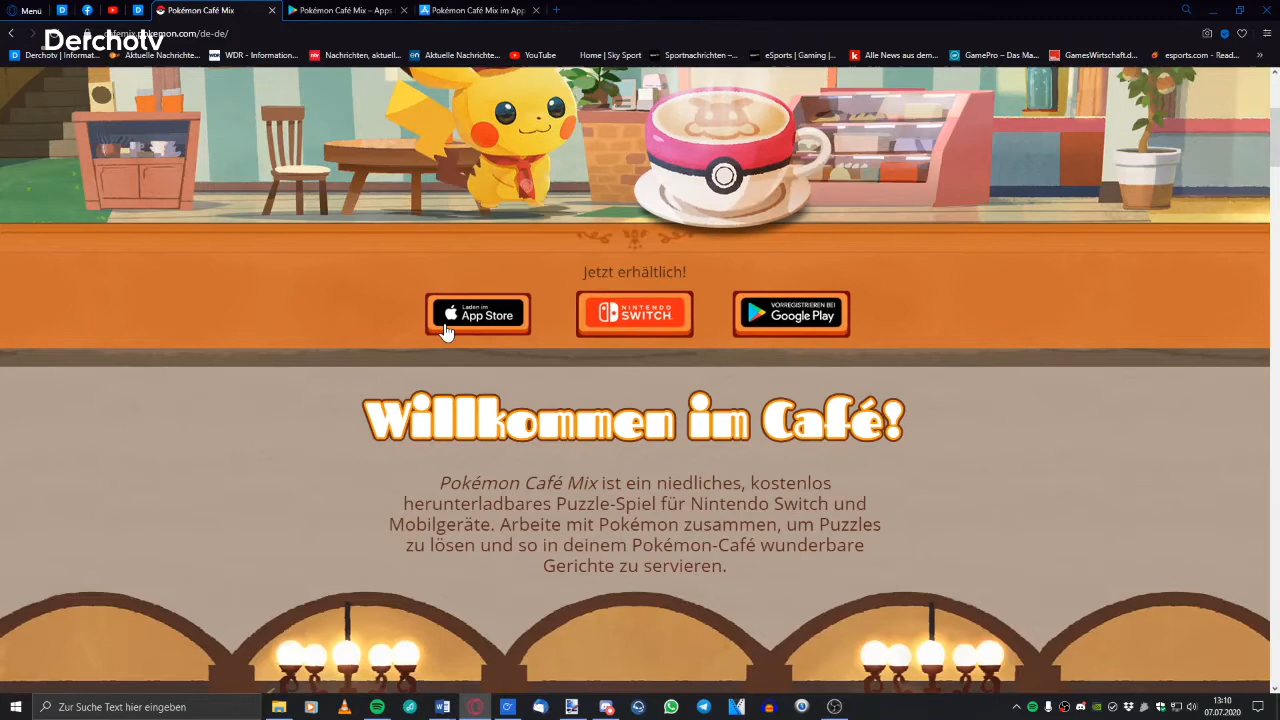 Menü
Pokémon Café Mix
Pokémon Café Mix – Apps
Pokémon Café Mix im App
Derchotv
cafemix.pokemon.com/de-de/
Derchotv | Informat...
Aktuelle Nachrichte...
WDR - Information...
Nachrichten, aktuell...
Aktuelle Nachrichte...
YouTube
Home | Sky Sport
Sportnachrichten –...
eSports | Gaming |...
Alle News aus dem...
GamePro – Das Ma...
GamesWirtschaft.d...
esports.com - Read...
Jetzt erhältlich!
Laden im
App Store
NINTENDO
SWITCH
VORREGISTRIEREN BEI
Google Play
Willkommen im Café!
Pokémon Café Mix ist ein niedliches, kostenlos
herunterladbares Puzzle-Spiel für Nintendo Switch und
Mobilgeräte. Arbeite mit Pokémon zusammen, um Puzzles
zu lösen und so in deinem Pokémon-Café wunderbare
Gerichte zu servieren.
Zur Suche Text hier eingeben
13:10
07.07.2020